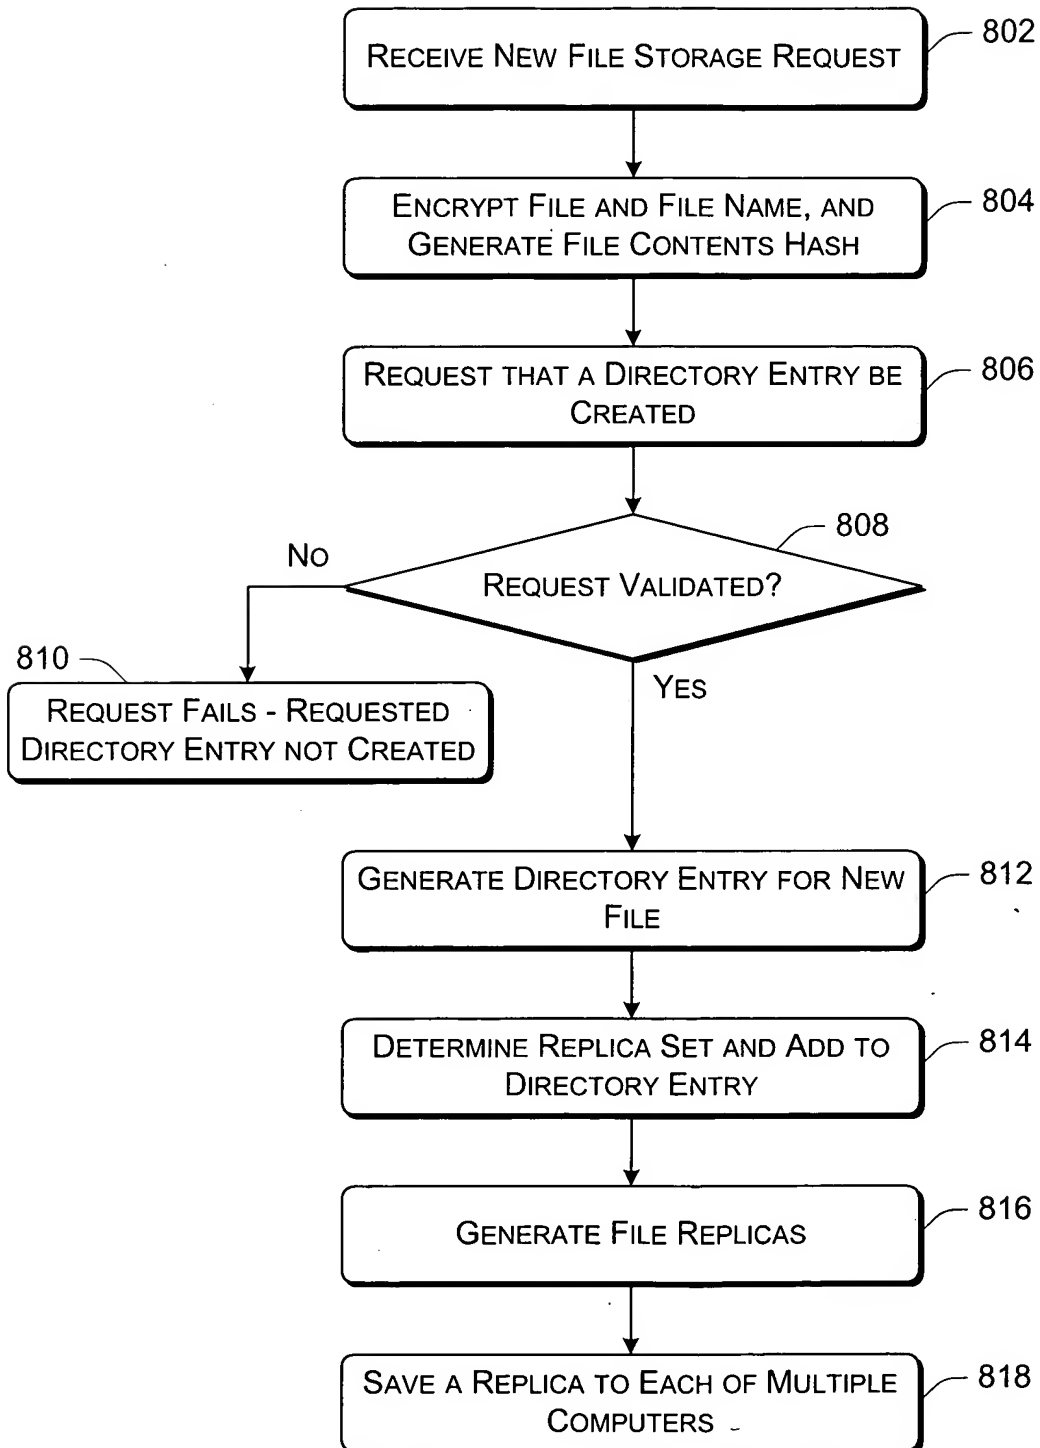 RECEIVE NEW FILE STORAGE REQUEST
802
ENCRYPT FILE AND FILE NAME, AND
GENERATE FILE CONTENTS HASH
804
REQUEST THAT A DIRECTORY ENTRY BE
CREATED
806
REQUEST VALIDATED?
808
NO
810
REQUEST FAILS - REQUESTED
DIRECTORY ENTRY NOT CREATED
YES
GENERATE DIRECTORY ENTRY FOR NEW
FILE
812
DETERMINE REPLICA SET AND ADD TO
DIRECTORY ENTRY
814
GENERATE FILE REPLICAS
816
SAVE A REPLICA TO EACH OF MULTIPLE
COMPUTERS
818